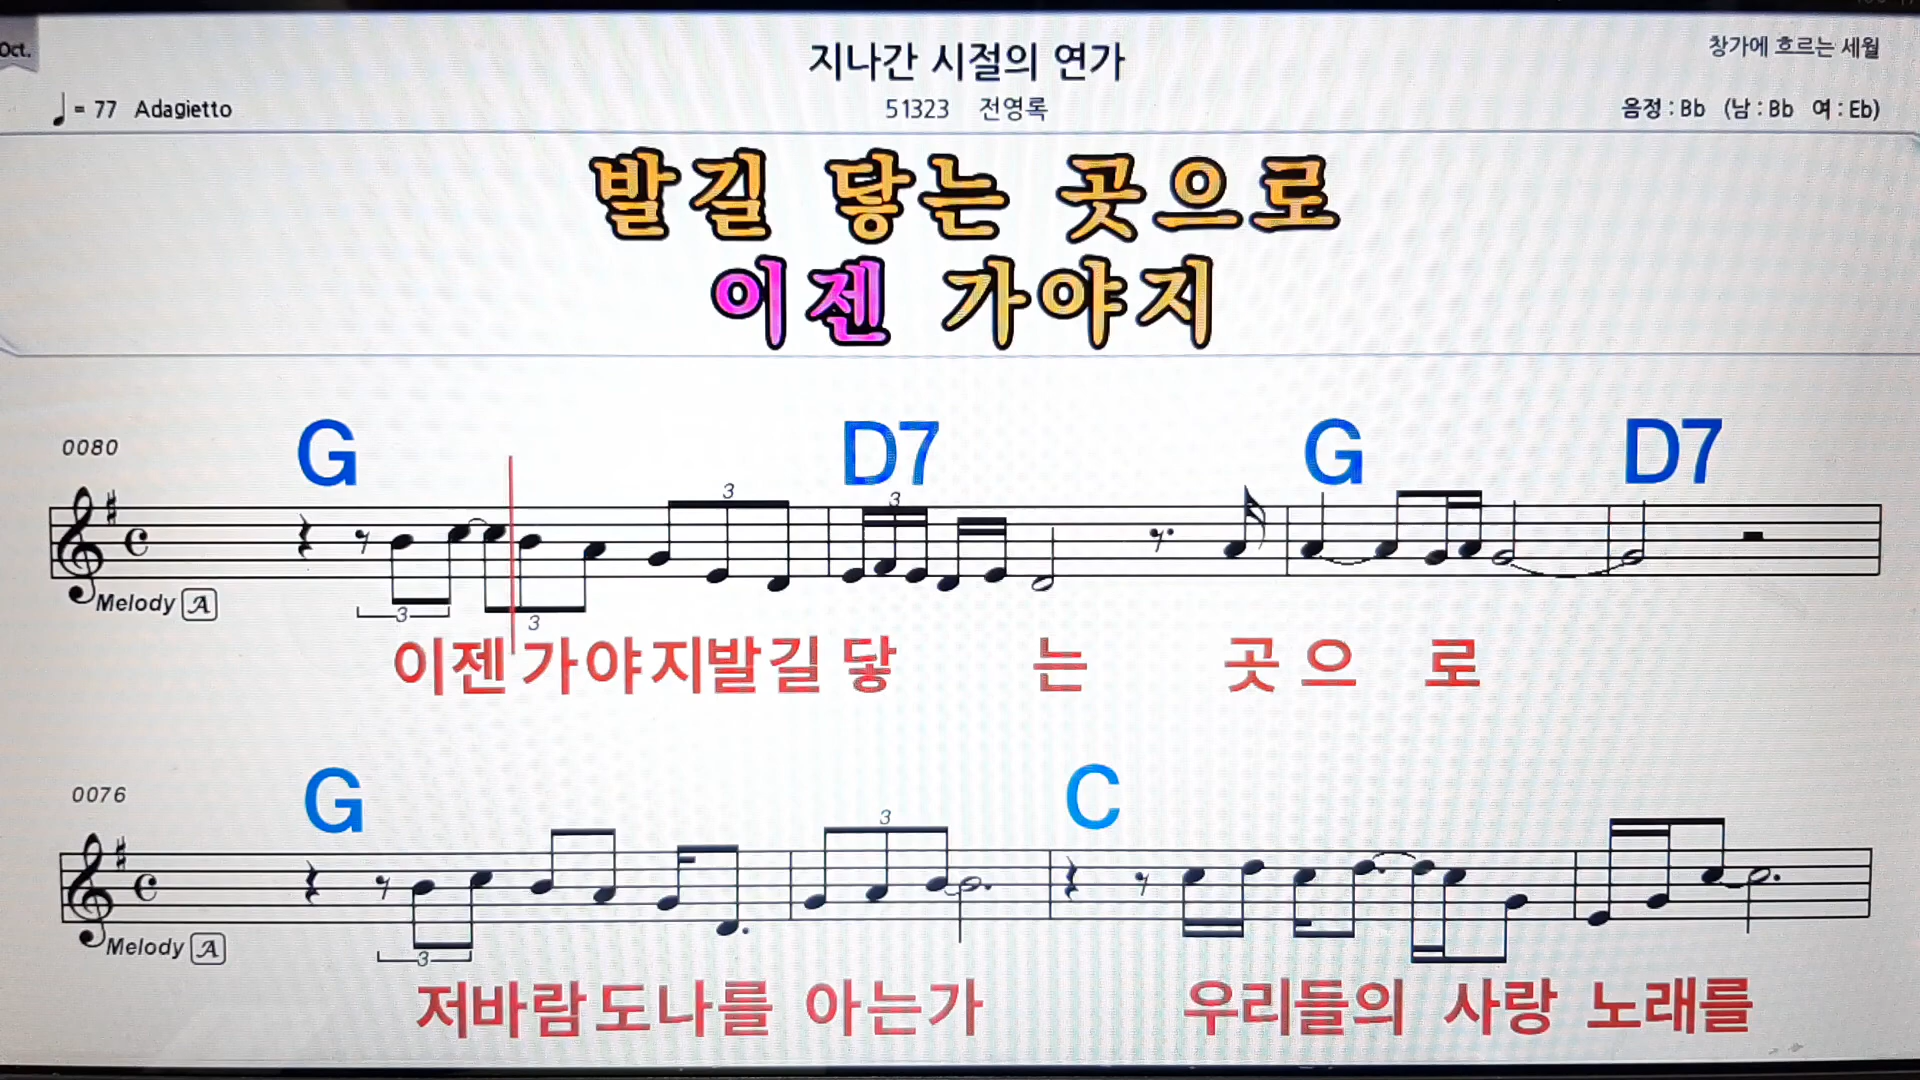 Oct.
지나간 시절의 연가
창가에 흐르는 세월
♩= 77 Adagietto
51323 전영록
음정 : Bb (남 : Bb 여 : Eb)
발길 닿는 곳으로
이젠 가야지
0080
G D7 G D7
3 3
3 3
Melody A
이젠가야지발길 닿 는 곳 으 로
0076
G C
3
3
Melody A
저바람도나를 아는가 우리들의 사랑 노래를